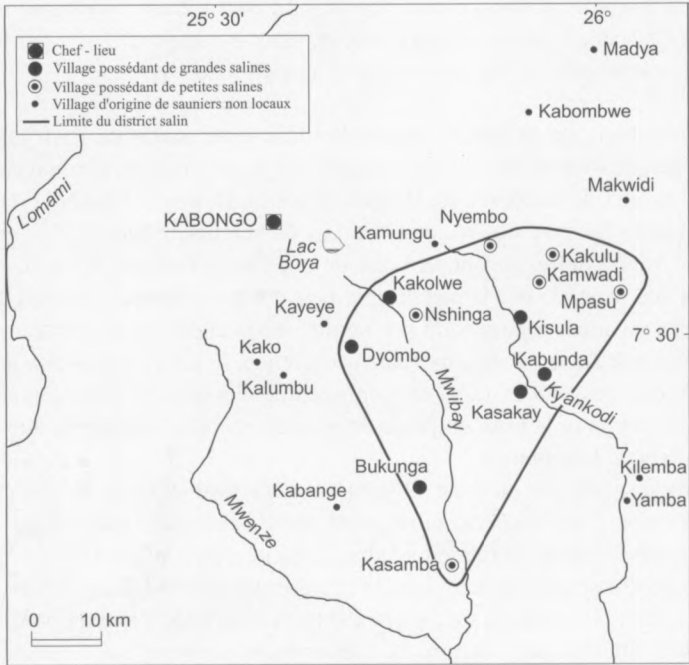 25° 30'
26°
Chef - lieu
Village possédant de grandes salines
Village possédant de petites salines
Village d'origine de sauniers non locaux
Limite du district salin
Madya
Kabombwe
Lomami
Makwidi
KABONGO
Nyembo
Kamungu
Lac
Boya
Kakulu
Kamwadi
Kakolwe
Mpasu
Kayeye
Nshinga
Kisula
7° 30'
Dyombo
Kako
Kabunda
Kalumbu
Mwibay
Kyankodi
Kasakay
Bukunga
Kilemba
Kabange
Yamba
Mwenze
Kasamba
0 10 km